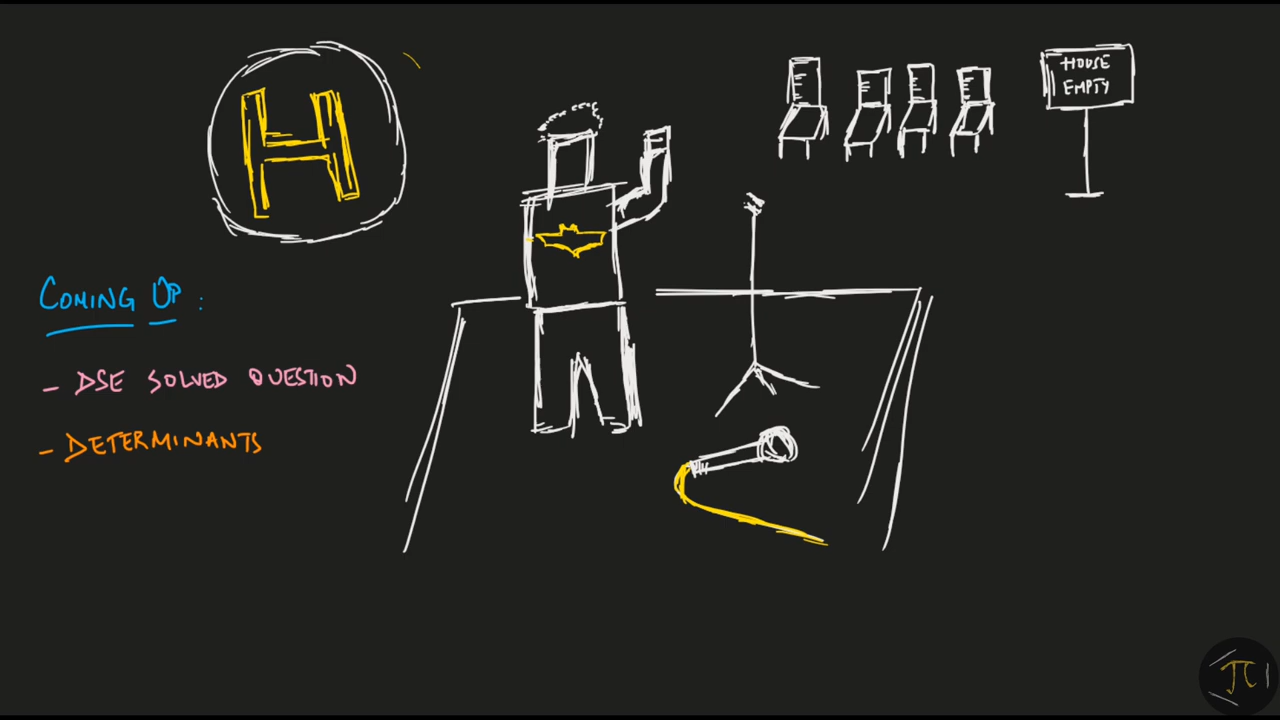 H
HOUSE
EMPTY
COMING UP :
- DSE SOLVED QUESTION
- DETERMINANTS
π